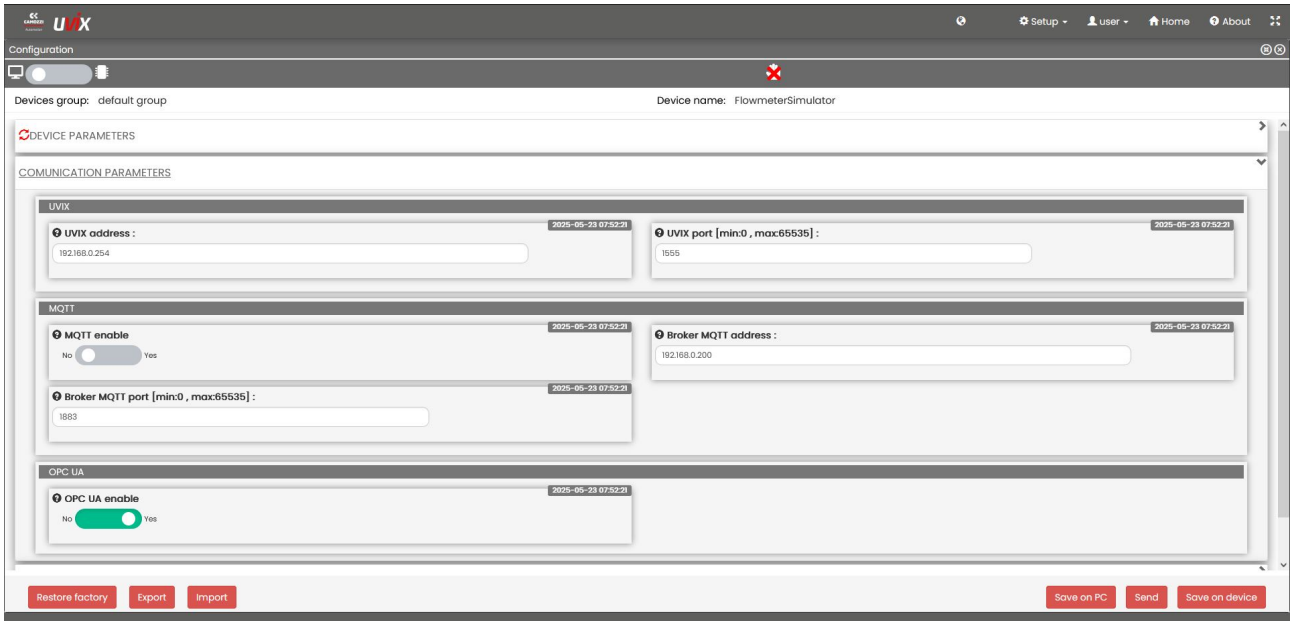 CAMOZZI UVIX Setup user Home About
Configuration
Devices group: default group Device name: FlowmeterSimulator
DEVICE PARAMETERS
COMUNICATION PARAMETERS
UVIX
2025-05-23 07:52:21 2025-05-23 07:52:21
UVIX address : UVIX port [min:0 , max:65535] :
192.168.0.254 1555
MQTT
2025-05-23 07:52:21 2025-05-23 07:52:21
MQTT enable Broker MQTT address :
No Yes 192.168.0.200
2025-05-23 07:52:21
Broker MQTT port [min:0 , max:65535] :
1883
OPC UA
2025-05-23 07:52:21
OPC UA enable
No Yes
Restore factory Export Import Save on PC Send Save on device